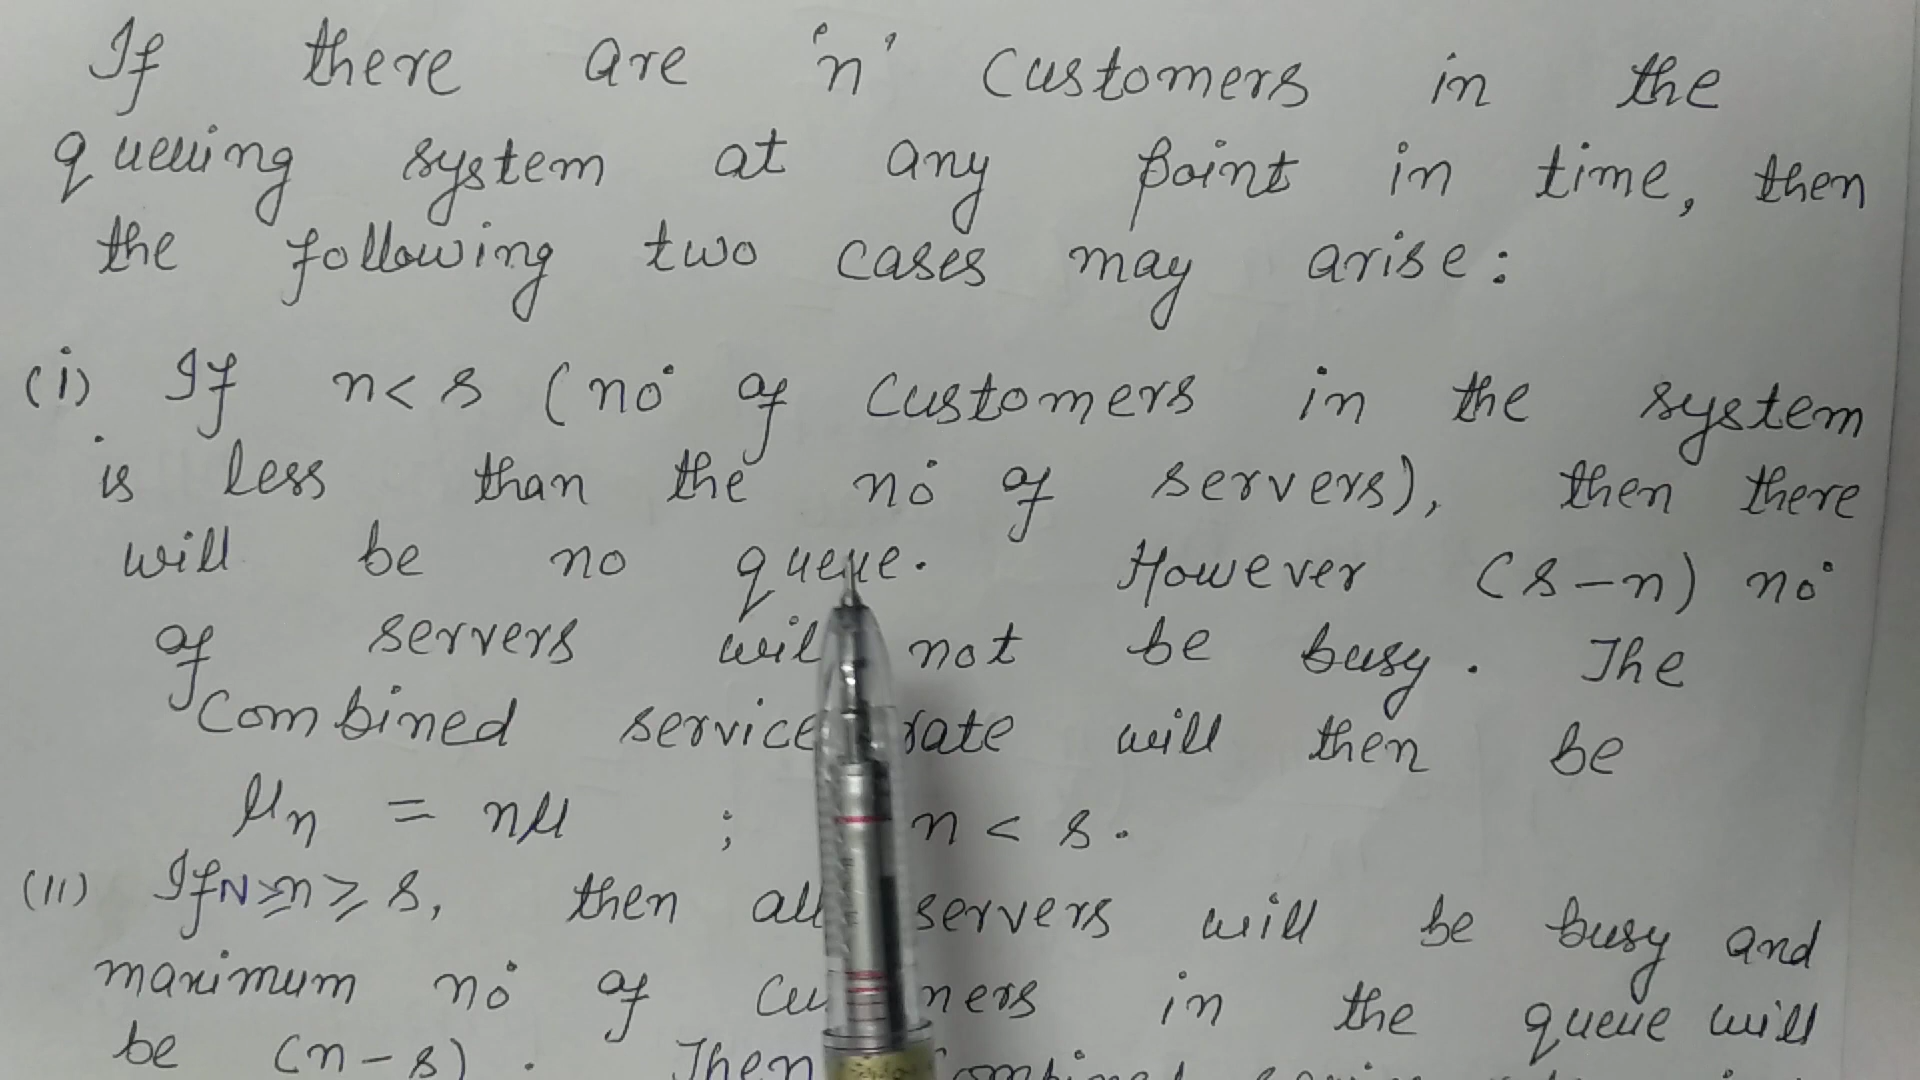 If there are 'n' customers in the
queuing system at any point in time, then
the following two cases may arise:
(i) If n < s (no of customers in the system
is less than the no of servers), then there
will be no queue. However (s-n) no
of servers will not be busy. The
combined service rate will then be
μn = nμ ; n < s.
(II) If N ≥ n ≥ s, then all servers will be busy and
maximum no of cu ners in the queue will
be (n-s). Then